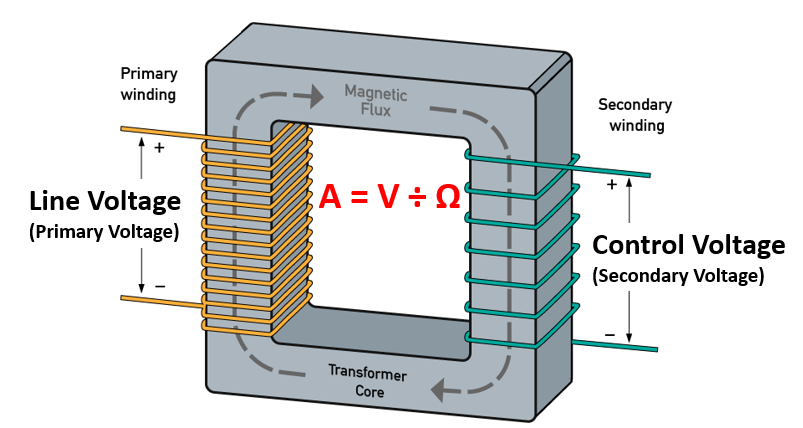 Primary
winding
Magnetic
Flux
Secondary
winding
+
A = V ÷ Ω
+
Line Voltage
(Primary Voltage)
Control Voltage
(Secondary Voltage)
−
−
Transformer
Core